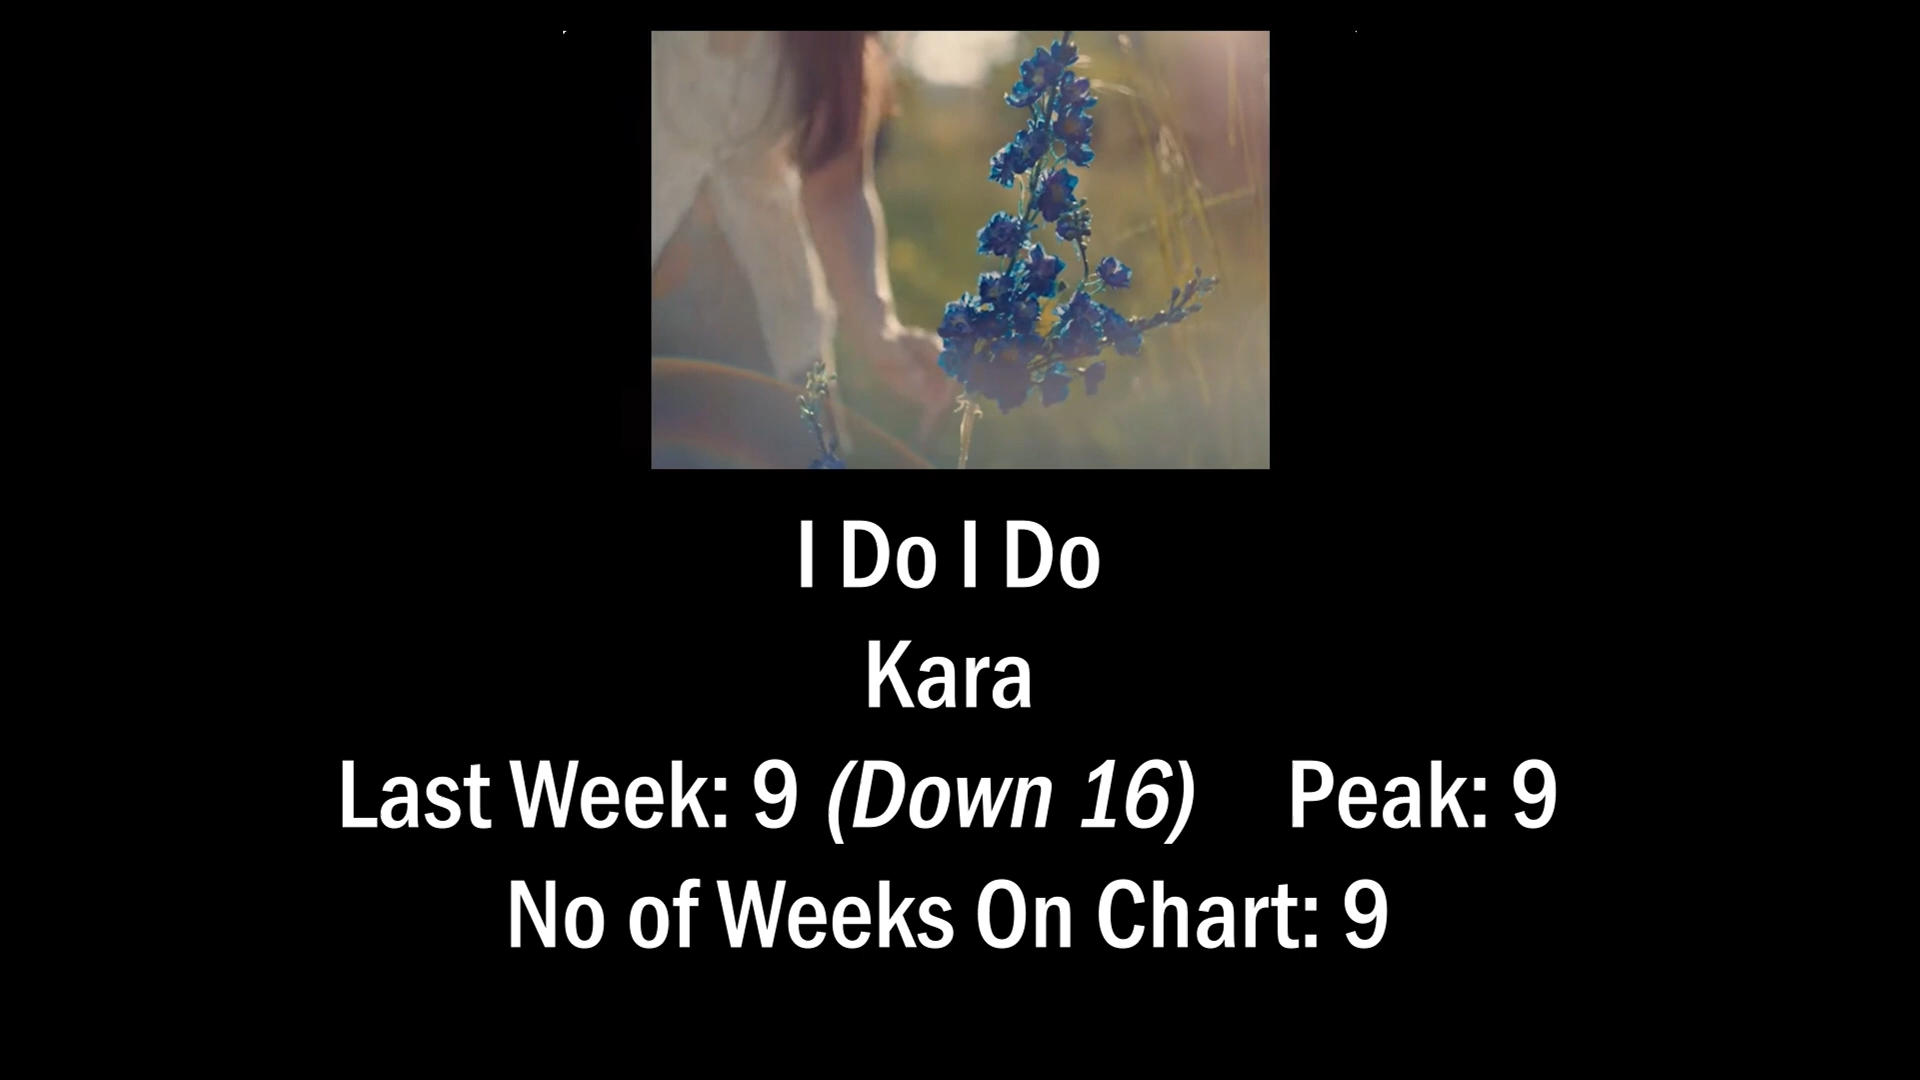 I Do I Do
Kara
Last Week: 9 (Down 16) Peak: 9
No of Weeks On Chart: 9